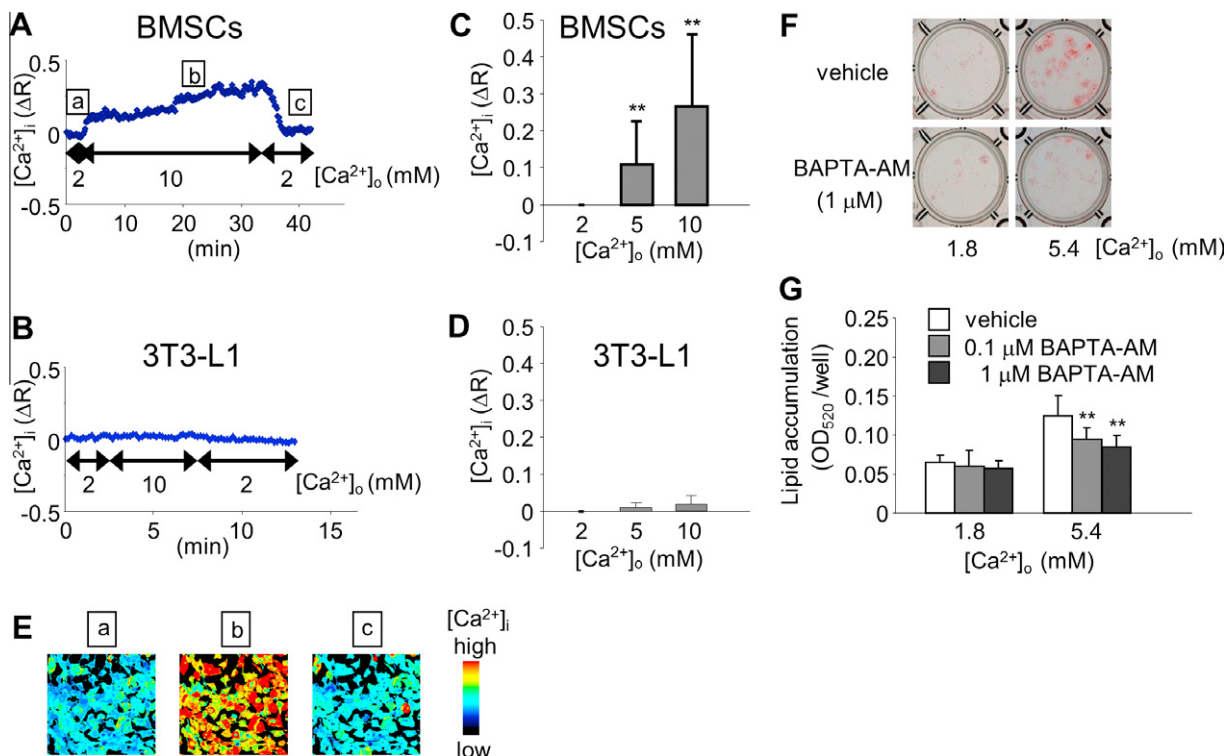 A
BMSCs
[Ca²⁺]ᵢ (ΔR)
0.5
0
-0.5
a
b
c
2
10
2
[Ca²⁺]ₒ (mM)
0
10
20
30
40
(min)
B
3T3-L1
[Ca²⁺]ᵢ (ΔR)
0.5
0
-0.5
2
10
2
[Ca²⁺]ₒ (mM)
0
5
10
15
(min)
C
BMSCs
[Ca²⁺]ᵢ (ΔR)
0.5
0.4
0.3
0.2
0.1
0
-0.1
**
**
2
5
10
[Ca²⁺]ₒ (mM)
D
3T3-L1
[Ca²⁺]ᵢ (ΔR)
0.5
0.4
0.3
0.2
0.1
0
-0.1
2
5
10
[Ca²⁺]ₒ (mM)
E
a
b
c
[Ca²⁺]ᵢ
high
low
F
vehicle
BAPTA-AM
(1 μM)
1.8
5.4
[Ca²⁺]ₒ (mM)
G
Lipid accumulation
(OD₅₂₀ /well)
0.25
0.20
0.15
0.10
0.05
0
vehicle
0.1 μM BAPTA-AM
1 μM BAPTA-AM
**
**
1.8
5.4
[Ca²⁺]ₒ (mM)